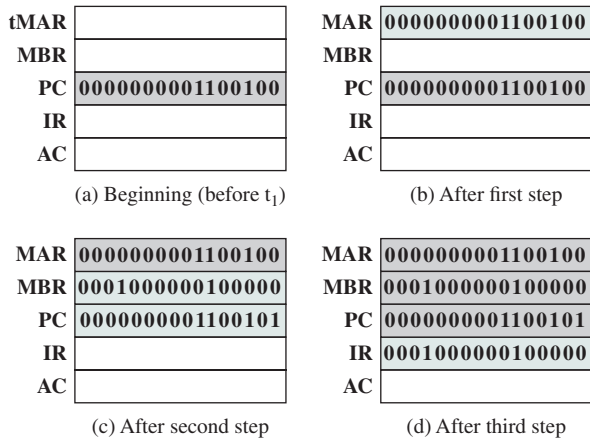 tMAR
MBR
PC 0000000001100100
IR
AC
(a) Beginning (before t₁)
MAR 0000000001100100
MBR
PC 0000000001100100
IR
AC
(b) After first step
MAR 0000000001100100
MBR 0001000000100000
PC 0000000001100101
IR
AC
(c) After second step
MAR 0000000001100100
MBR 0001000000100000
PC 0000000001100101
IR 0001000000100000
AC
(d) After third step